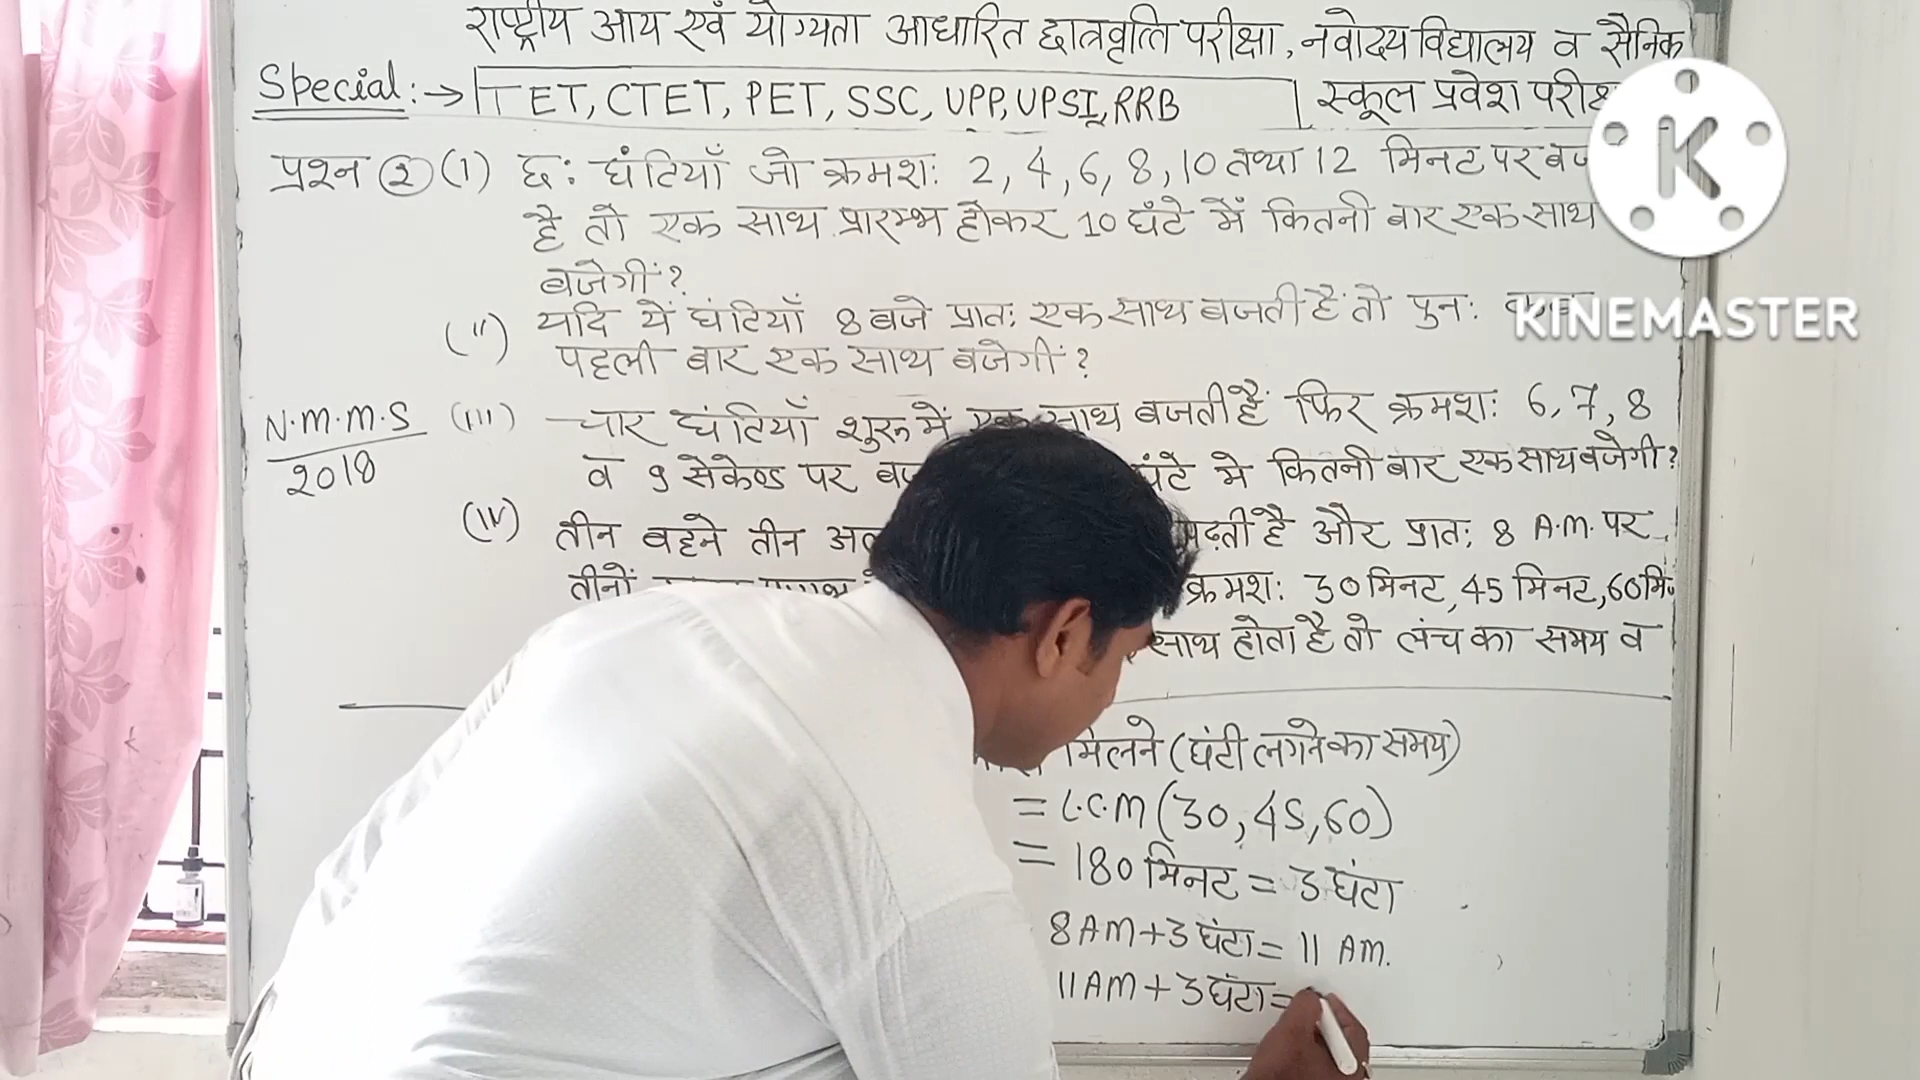 राष्ट्रीय आय एवं योग्यता आधारित छात्रवृत्ति परीक्षा, नवोदय विद्यालय व सैनिक
Special:→ TET, CTET, PET, SSC, UPP, UPSI, RRB स्कूल प्रवेश
प्रश्न ② (I) छः घंटियाँ जो क्रमशः 2, 4, 6, 8, 10 तथा 12 मिनट पर
है तो एक साथ प्रारम्भ होकर 10 घंटे में कितनी बार एक साथ
बजेगीं?
(II) यदि ये घंटियाँ 8 बजे प्रातः एक साथ बजती हैं तो पुनः
पहली बार एक साथ बजेगीं?
N.M.M.S 2018 (III) चार घंटियाँ शुरू में एक साथ बजती हैं फिर क्रमशः 6, 7, 8
व 9 सेकेण्ड पर घंटे मे कितनी बार एक साथ बजेगी?
(IV) तीन बहने तीन पढ़ती है और प्रातः 8 A.M. पर
तीनों क्रमशः 30 मिनट, 45 मिनट, 60 मि.
साथ होता है तो लंच का समय व
मिलने (घंटी लगने का समय)
= L.C.M (30, 45, 60)
= 180 मिनट = 3 घंटा
8 AM + 3 घंटा = 11 AM.
11 AM + 3 घंटा =
KINEMASTER